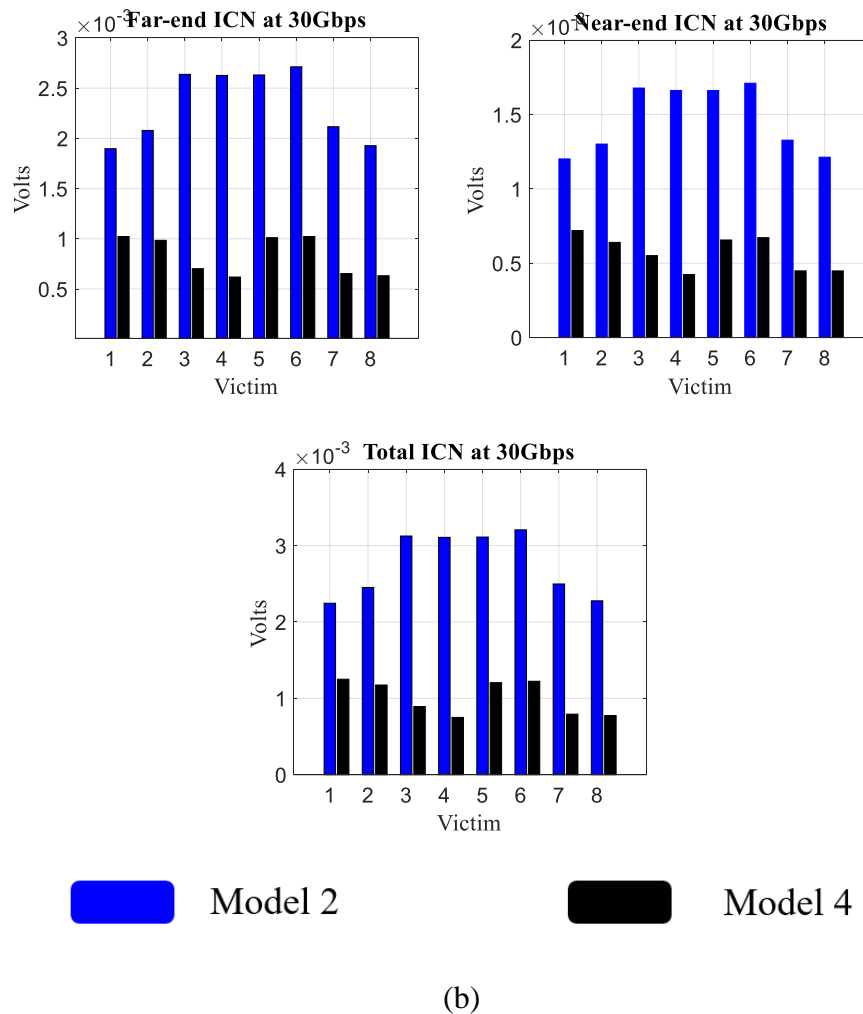 ×10-3 Far-end ICN at 30Gbps
3
2.5
2
1.5
1
0.5
Volts
1 2 3 4 5 6 7 8
Victim
×10-3 Near-end ICN at 30Gbps
2
1.5
1
0.5
0
Volts
1 2 3 4 5 6 7 8
Victim
×10-3 Total ICN at 30Gbps
4
3
2
1
0
Volts
1 2 3 4 5 6 7 8
Victim
Model 2 Model 4
(b)